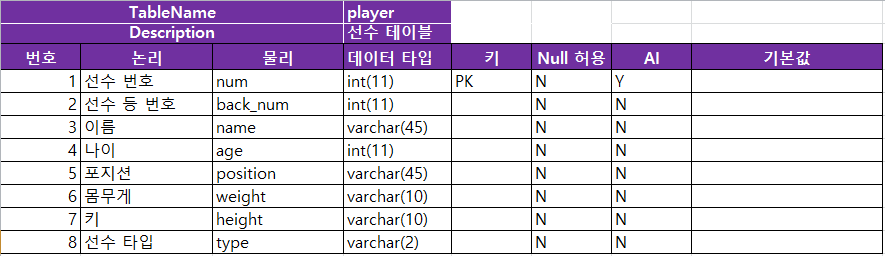 TableName player
Description 선수 테이블
번호 논리 물리 데이터 타입 키 Null 허용 AI 기본값
1 선수 번호 num int(11) PK N Y
2 선수 등 번호 back_num int(11) N N
3 이름 name varchar(45) N N
4 나이 age int(11) N N
5 포지션 position varchar(45) N N
6 몸무게 weight varchar(10) N N
7 키 height varchar(10) N N
8 선수 타입 type varchar(2) N N